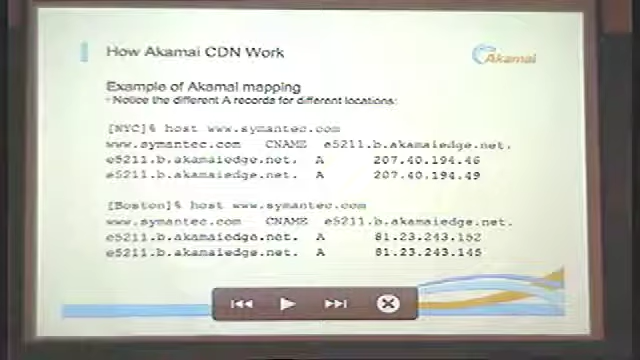 How Akamai CDN Work
Akamai
Example of Akamai mapping
• Notice the different A records for different locations:
[NYC]% host www.symantec.com
www.symantec.com CNAME e5211.b.akamaiedge.net.
e5211.b.akamaiedge.net. A 207.40.194.46
e5211.b.akamaiedge.net. A 207.40.194.49
[Boston]% host www.symantec.com
www.symantec.com CNAME e5211.b.akamaiedge.net.
e5211.b.akamaiedge.net. A 81.23.243.152
e5211.b.akamaiedge.net. A 81.23.243.145